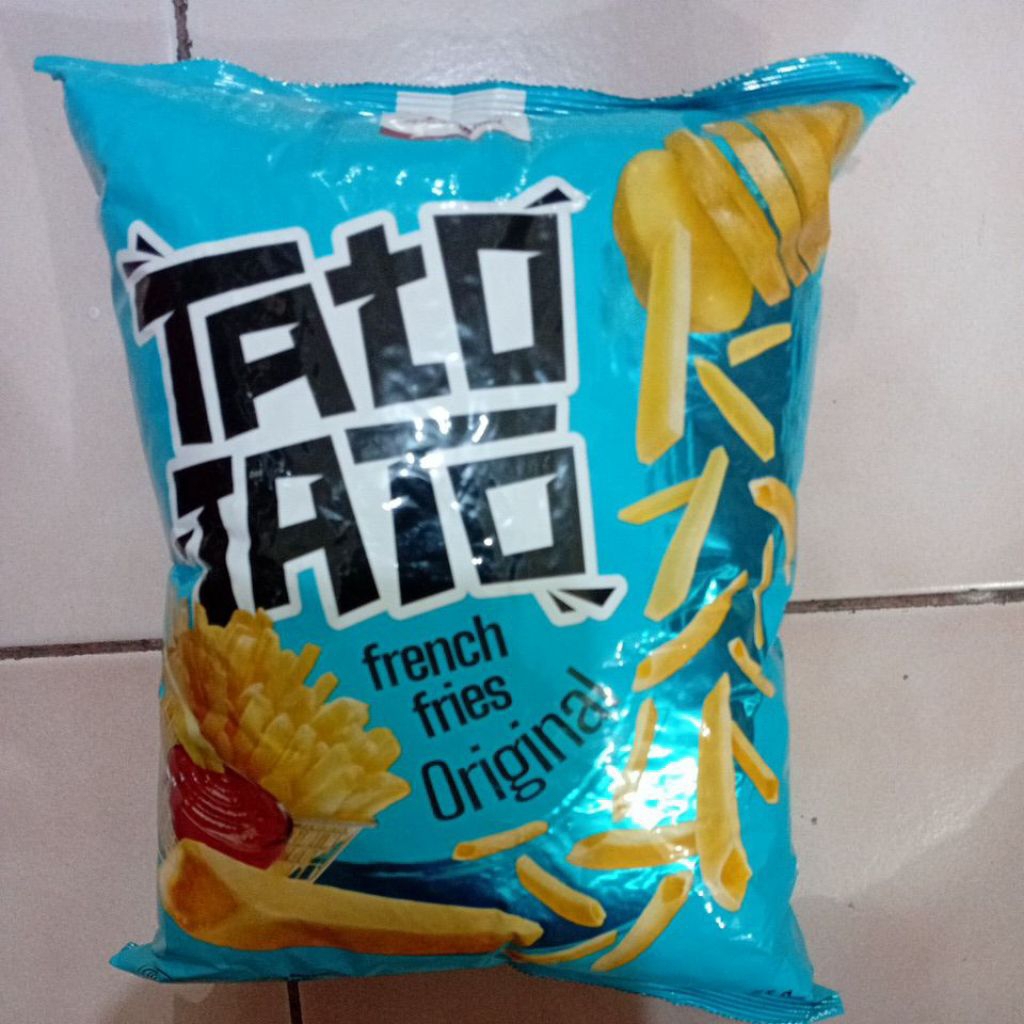 TAtO
TATO
french
fries
Original